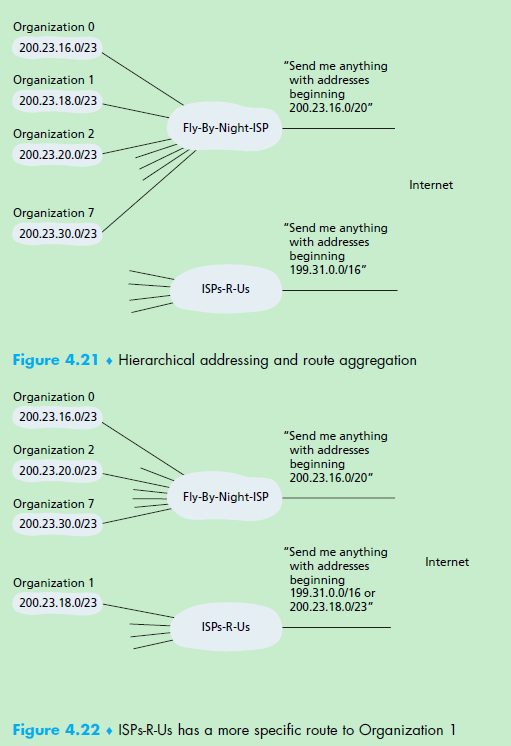 Organization 0
200.23.16.0/23
Organization 1
200.23.18.0/23
Organization 2
200.23.20.0/23
Organization 7
200.23.30.0/23
Fly-By-Night-ISP
“Send me anything
with addresses
beginning
200.23.16.0/20”
Internet
ISPs-R-Us
“Send me anything
with addresses
beginning
199.31.0.0/16”
Figure 4.21 ♦ Hierarchical addressing and route aggregation
Organization 0
200.23.16.0/23
Organization 2
200.23.20.0/23
Organization 7
200.23.30.0/23
Fly-By-Night-ISP
“Send me anything
with addresses
beginning
200.23.16.0/20”
Organization 1
200.23.18.0/23
ISPs-R-Us
“Send me anything
with addresses
beginning
199.31.0.0/16 or
200.23.18.0/23”
Internet
Figure 4.22 ♦ ISPs-R-Us has a more specific route to Organization 1